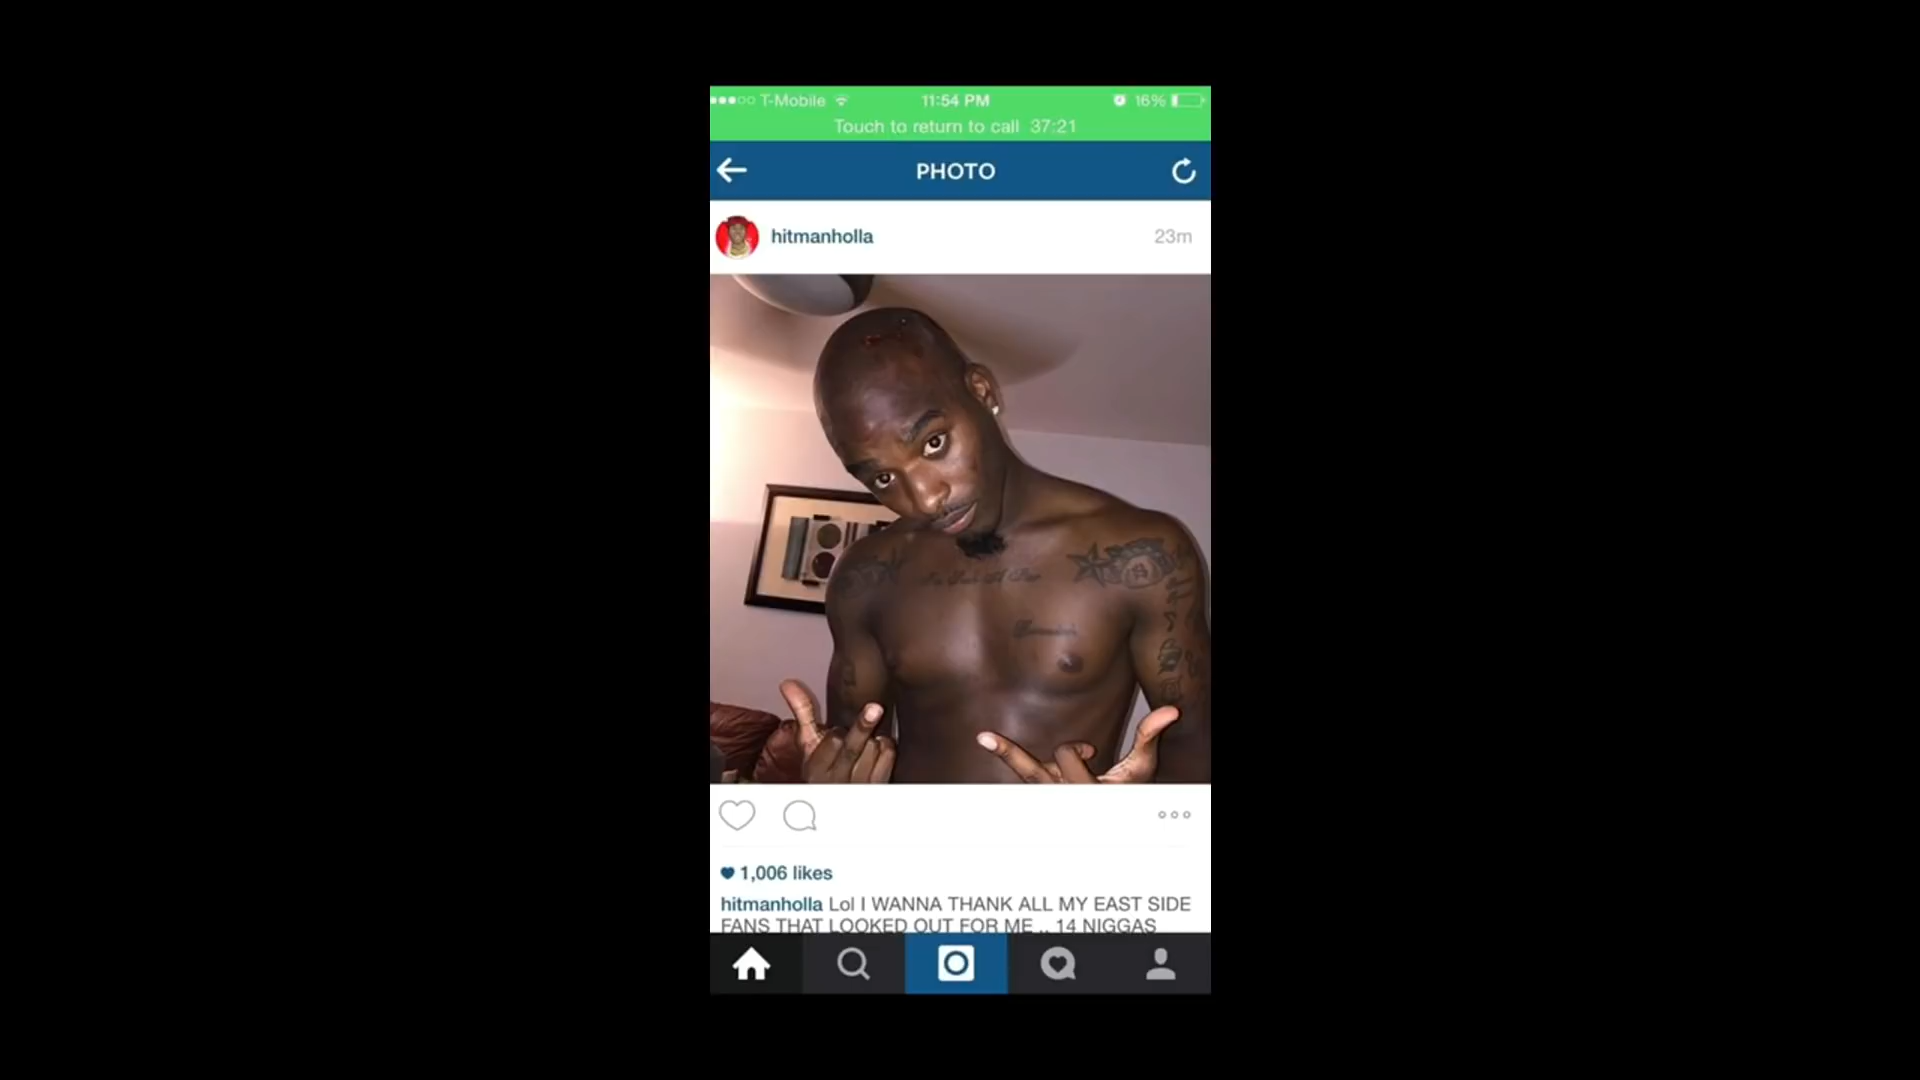 T-Mobile 11:54 PM 16%
Touch to return to call 37:21
PHOTO
hitmanholla 23m
1,006 likes
hitmanholla Lol I WANNA THANK ALL MY EAST SIDE
FANS THAT LOOKED OUT FOR ME .. 14 NIGGAS